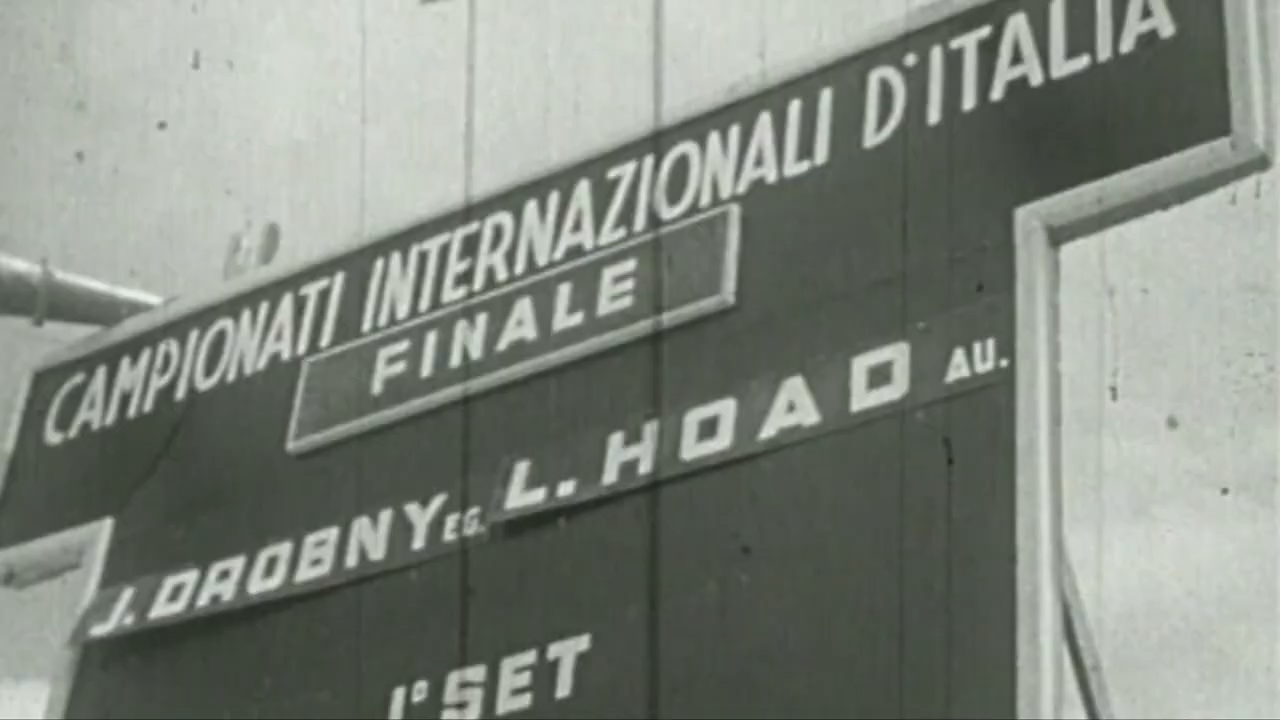 CAMPIONATI INTERNAZIONALI D'ITALIA
FINALE
J. DROBNY EG. L. HOAD AU.
1° SET